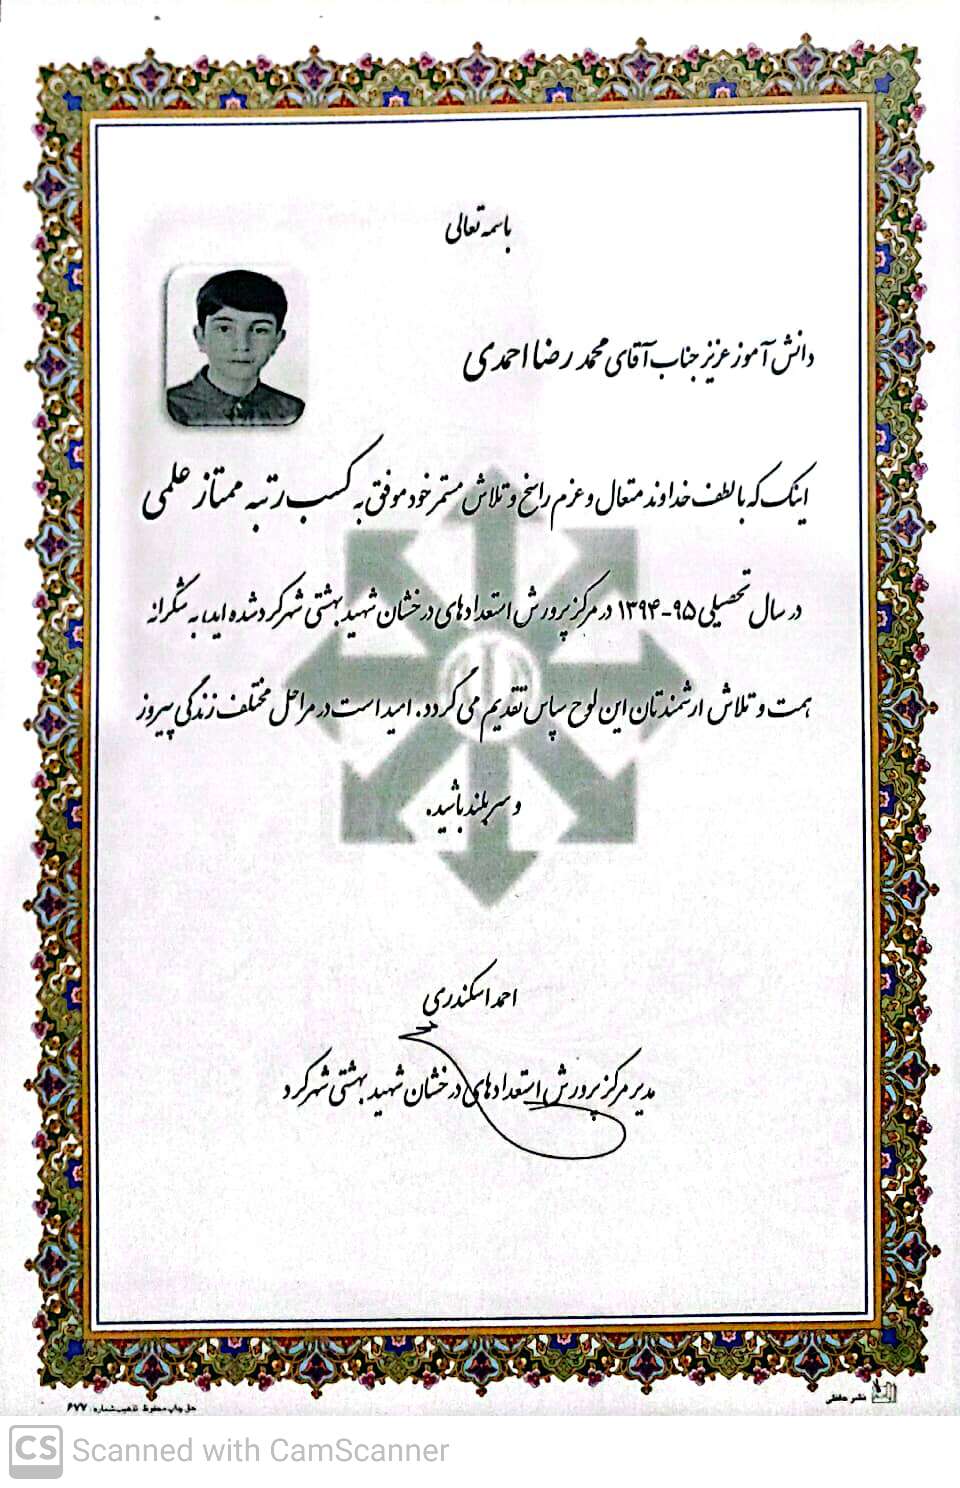 باسمه تعالی
دانش آموز عزیز جناب آقای محمد رضا احمدی
اینک که با لطف خداوند متعال و عزم راسخ و تلاش مستمر خود موفق به کسب رتبه ممتاز علمی
در سال تحصیلی ۹۵-۱۳۹۴ در مرکز پرورش استعدادهای درخشان شهید بهشتی شهرکرد شده اید، به شکرانه
همت و تلاش ارزشمندتان این لوح سپاس تقدیم می گردد. امید است در مراحل مختلف زندگی پیروز
و سربلند باشید.
احمد اسکندری
مدیر مرکز پرورش استعدادهای درخشان شهید بهشتی شهرکرد
نشر حافظی
حق چاپ محفوظ تذهیب شماره: ۶۷۷
CS Scanned with CamScanner